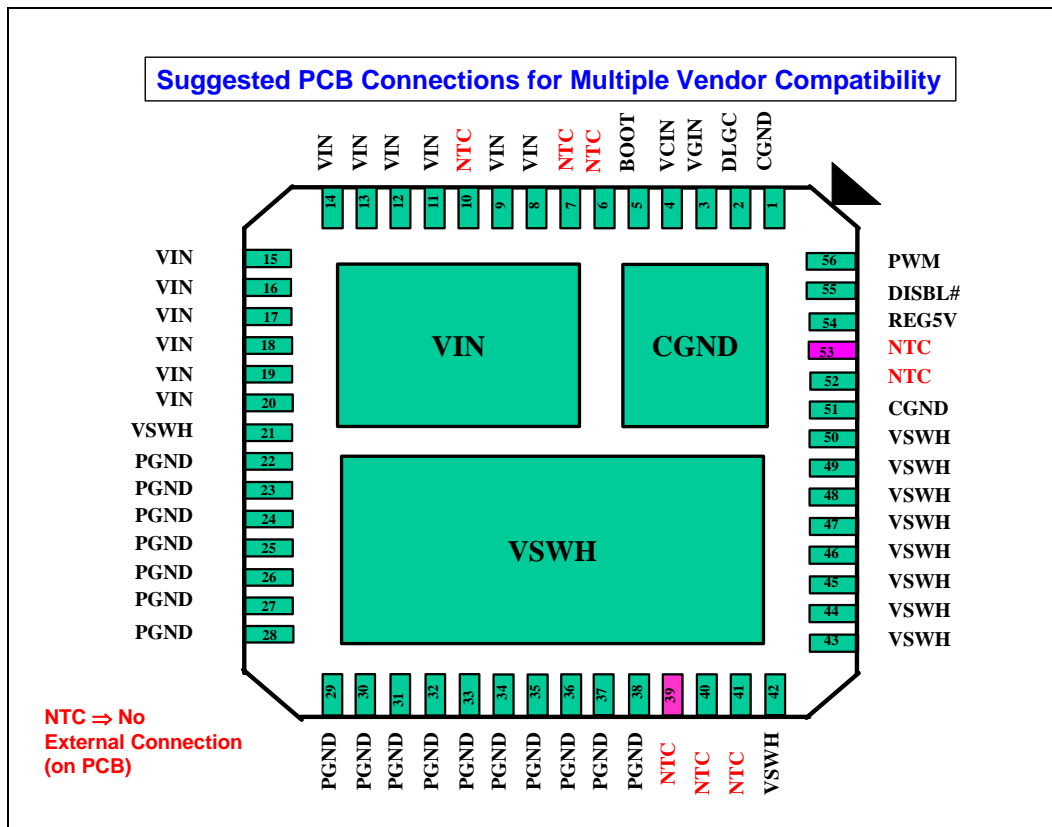 Suggested PCB Connections for Multiple Vendor Compatibility
VIN VIN VIN VIN NTC VIN VIN NTC NTC BOOT VCIN VGIN DLGC CGND
14 13 12 11 10 9 8 7 6 5 4 3 2 1
VIN 15
VIN 16
VIN 17
VIN 18
VIN 19
VIN 20
VSWH 21
PGND 22
PGND 23
PGND 24
PGND 25
PGND 26
PGND 27
PGND 28
VIN
CGND
VSWH
56 PWM
55 DISBL#
54 REG5V
53 NTC
52 NTC
51 CGND
50 VSWH
49 VSWH
48 VSWH
47 VSWH
46 VSWH
45 VSWH
44 VSWH
43 VSWH
29 30 31 32 33 34 35 36 37 38 39 40 41 42
PGND PGND PGND PGND PGND PGND PGND PGND PGND PGND NTC NTC NTC VSWH
NTC ⇒ No
External Connection
(on PCB)